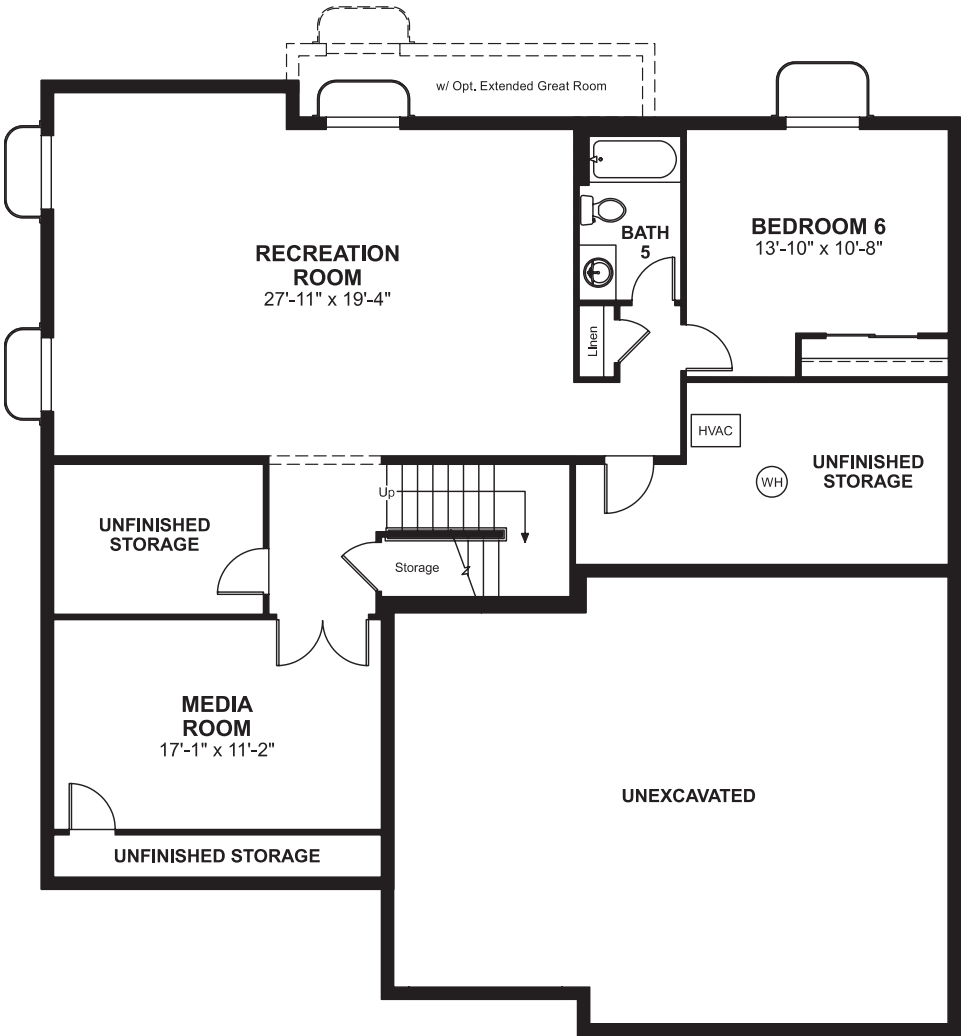 w/ Opt. Extended Great Room
RECREATION
ROOM
27'-11" x 19'-4"
BATH
5
BEDROOM 6
13'-10" x 10'-8"
Linen
HVAC
WH
UNFINISHED
STORAGE
Up
UNFINISHED
STORAGE
Storage
MEDIA
ROOM
17'-1" x 11'-2"
UNEXCAVATED
UNFINISHED STORAGE